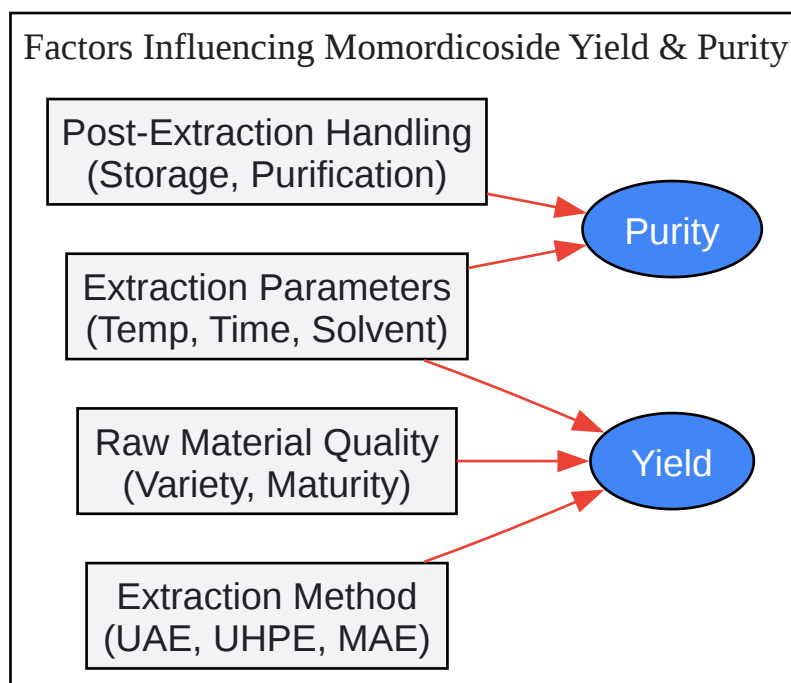 Factors Influencing Momordicoside Yield & Purity
Post-Extraction Handling
(Storage, Purification)
Purity
Extraction Parameters
(Temp, Time, Solvent)
Raw Material Quality
(Variety, Maturity)
Yield
Extraction Method
(UAE, UHPE, MAE)